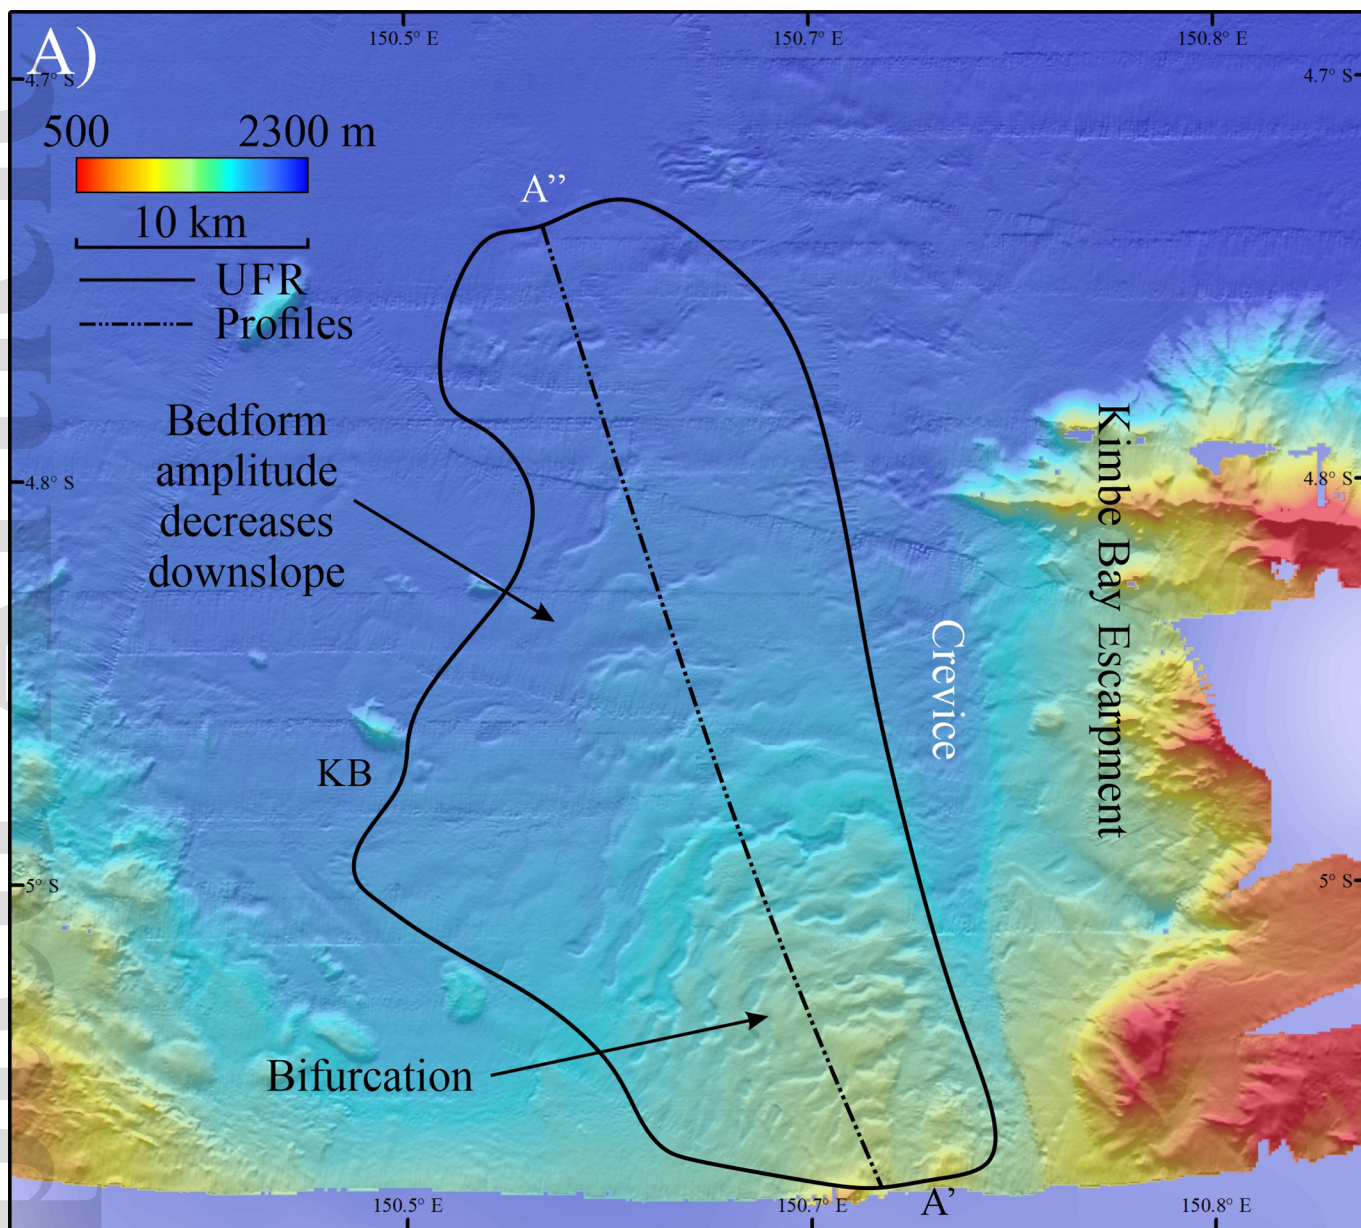 A)
150.5° E
150.7° E
150.8° E
4.7° S
4.7° S
500
2300 m
10 km
UFR
Profiles
A’’
Bedform
amplitude
decreases
downslope
4.8° S
4.8° S
Kimbe Bay Escarpment
Crevice
KB
5° S
5° S
Bifurcation
A'
150.5° E
150.7° E
150.8° E
Article